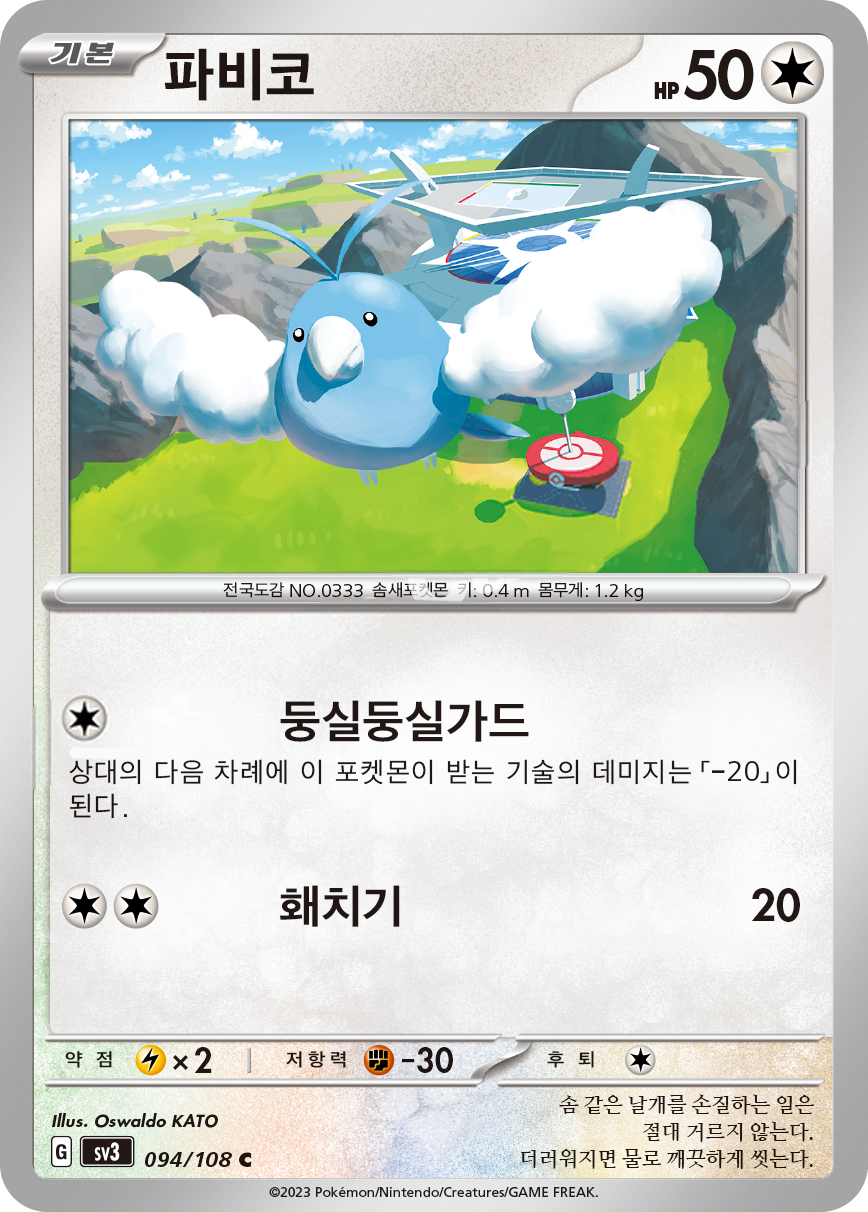 기본 파비코 HP 50
전국도감 NO.0333 솜새포켓몬 키: 0.4 m 몸무게: 1.2 kg
둥실둥실가드
상대의 다음 차례에 이 포켓몬이 받는 기술의 데미지는「-20」이
된다.
홰치기 20
약점 ×2 저항력 -30 후퇴
솜 같은 날개를 손질하는 일은
절대 거르지 않는다.
더러워지면 물로 깨끗하게 씻는다.
Illus. Oswaldo KATO
G sv3 094/108 C
©2023 Pokémon/Nintendo/Creatures/GAME FREAK.